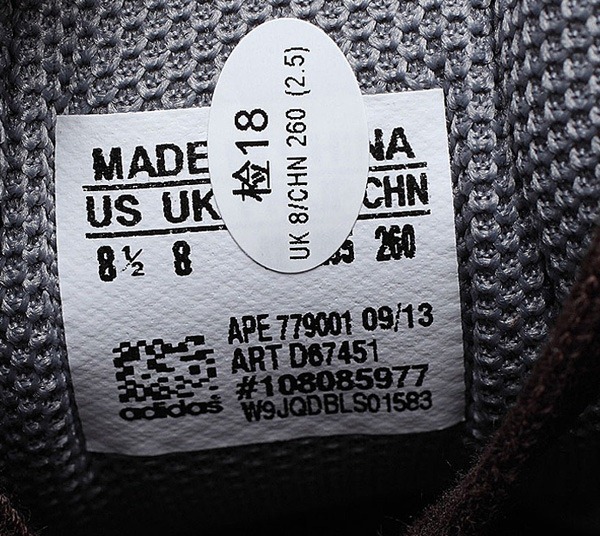 检18
UK 8/CHN 260 (2.5)
MADE NA
US UK CHN
8½ 8 260
APE 779001 09/13
ART D67451
#108085977
adidas
W9JQDBLS01583